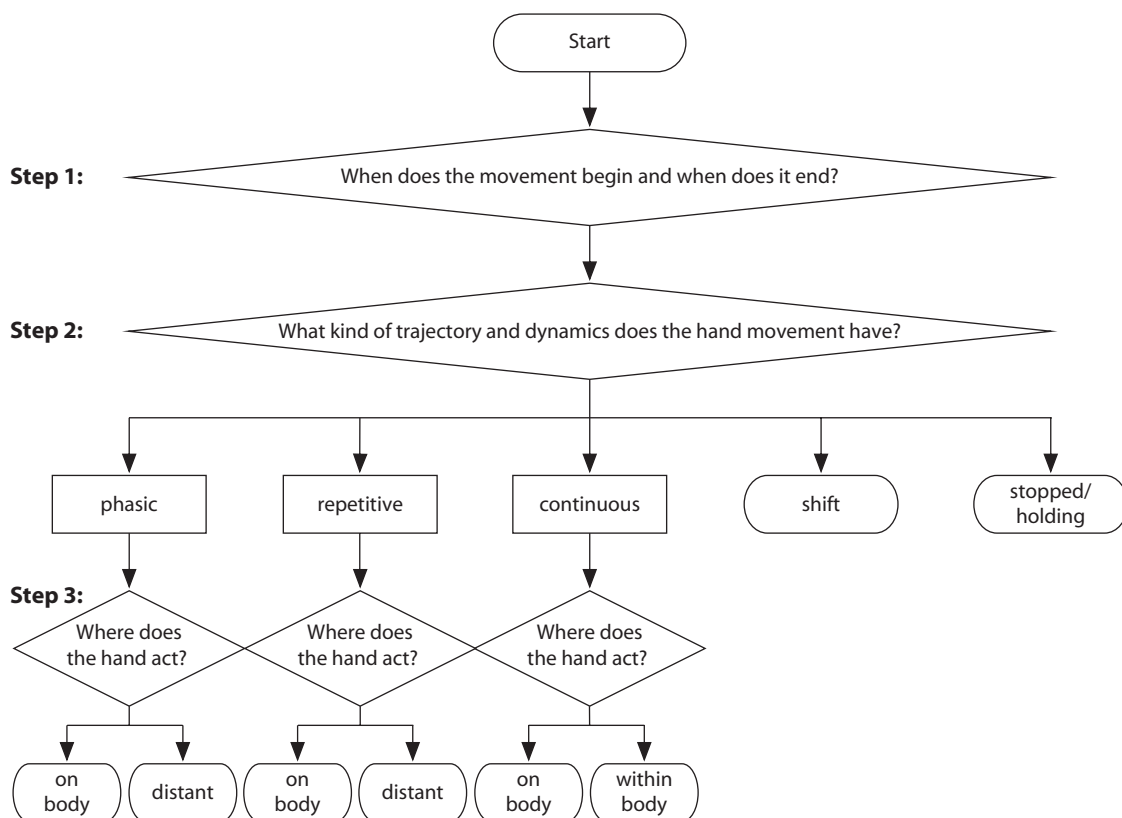 Start
Step 1:
When does the movement begin and when does it end?
Step 2:
What kind of trajectory and dynamics does the hand movement have?
phasic
repetitive
continuous
shift
stopped/
holding
Step 3:
Where does
the hand act?
Where does
the hand act?
Where does
the hand act?
on
body
distant
on
body
distant
on
body
within
body